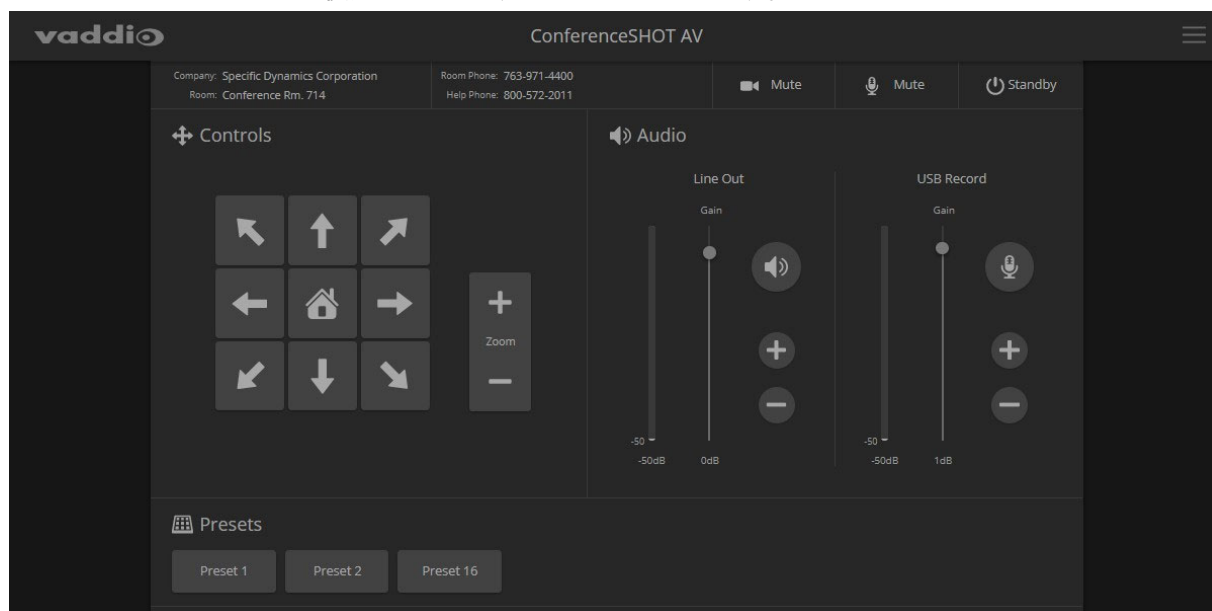 vaddio
ConferenceSHOT AV
Company: Specific Dynamics Corporation
Room: Conference Rm. 714
Room Phone: 763-971-4400
Help Phone: 800-572-2011
Mute
Mute
Standby
Controls
Zoom
Audio
Line Out
USB Record
Gain
Gain
-50
-50
-50dB
0dB
-50dB
1dB
Presets
Preset 1
Preset 2
Preset 16